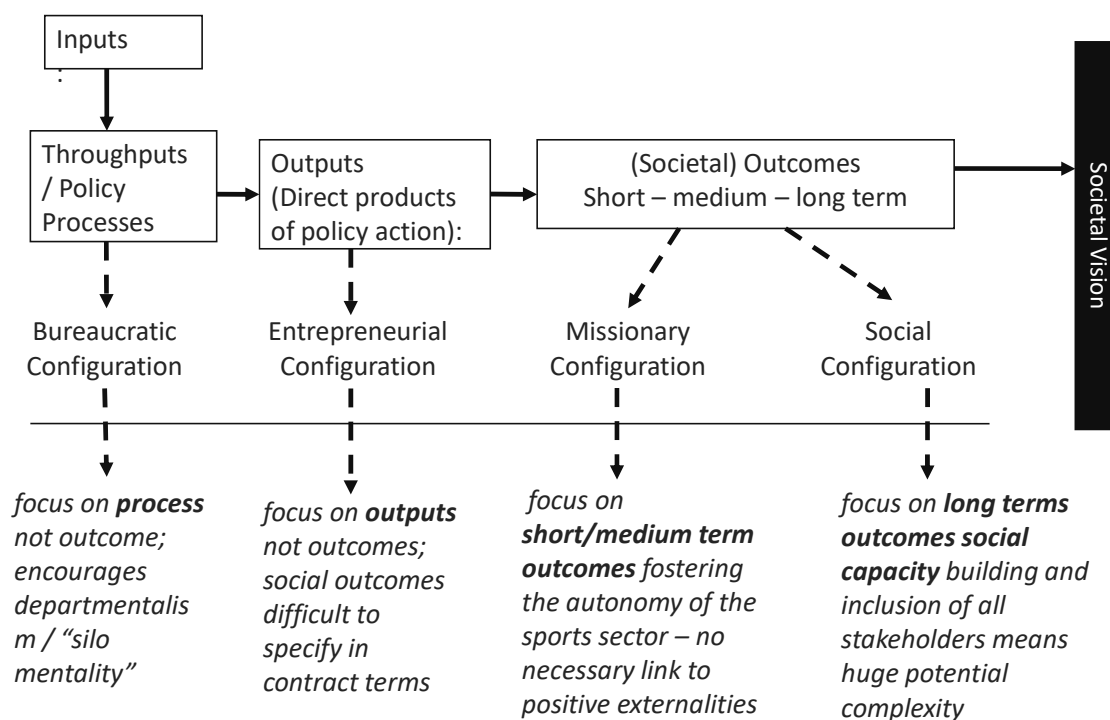 Inputs
:
Throughputs
/ Policy
Processes
Outputs
(Direct products
of policy action):
(Societal) Outcomes
Short – medium – long term
Societal Vision
Bureaucratic
Configuration
Entrepreneurial
Configuration
Missionary
Configuration
Social
Configuration
focus on process
not outcome;
encourages
departmentalis
m / “silo
mentality”
focus on outputs
not outcomes;
social outcomes
difficult to
specify in
contract terms
focus on
short/medium term
outcomes fostering
the autonomy of the
sports sector – no
necessary link to
positive externalities
focus on long terms
outcomes social
capacity building and
inclusion of all
stakeholders means
huge potential
complexity